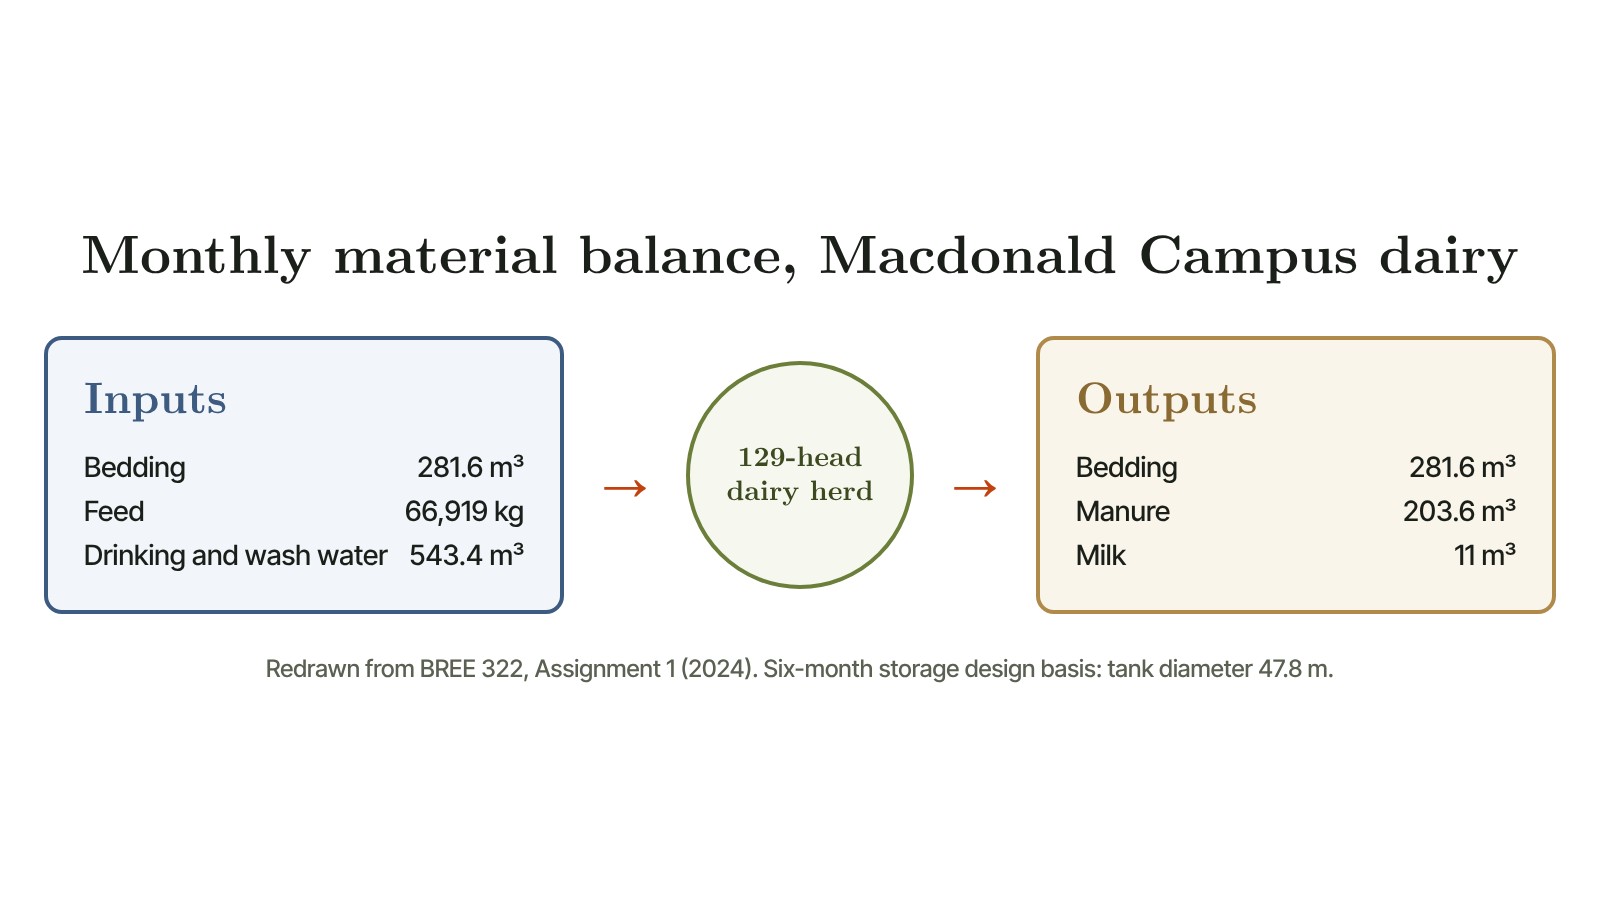 Monthly material balance, Macdonald Campus dairy
Inputs
Bedding 281.6 m³
Feed 66,919 kg
Drinking and wash water 543.4 m³
→
129-head
dairy herd
→
Outputs
Bedding 281.6 m³
Manure 203.6 m³
Milk 11 m³
Redrawn from BREE 322, Assignment 1 (2024). Six-month storage design basis: tank diameter 47.8 m.